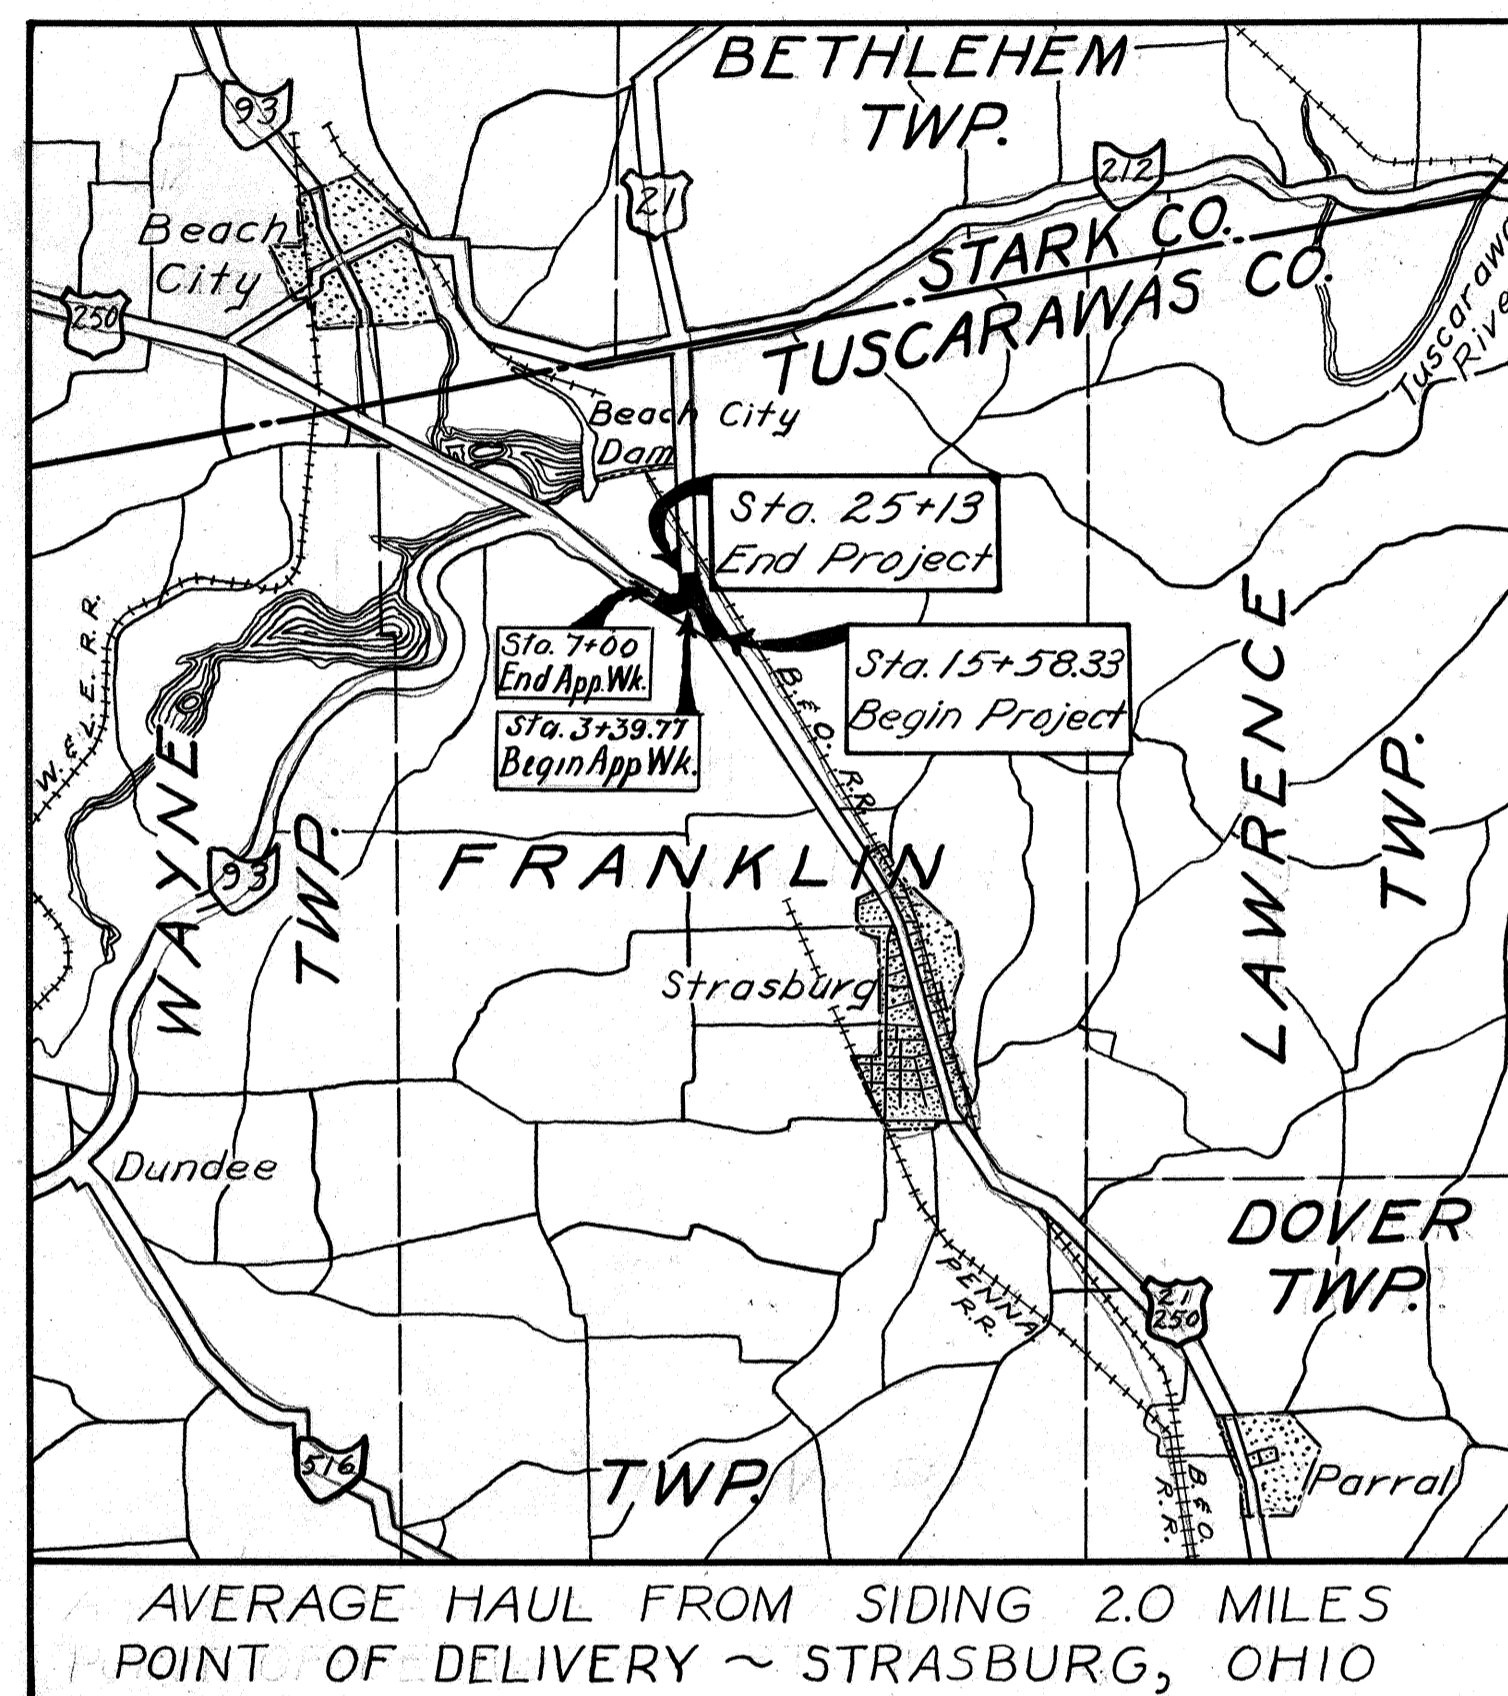 BETHLEHEM
TWP.
93
21
212
Beach
City
STARK CO.
TUSCARAWAS CO.
250
Tuscarawas
River
Beach City
Dam
Sta. 25+13
End Project
Sta. 7+00
End App. Wk.
Sta. 15+58.33
Begin Project
Sta. 3+39.77
Begin App Wk.
W. & L. E. R. R.
B. & O. R.R.
LAWRENCE
TWP.
WAYNE
TWP.
93
FRANKLIN
Strasburg
Dundee
DOVER
TWP.
PENNA.
R.R.
21
250
516
TWP.
B. & O.
R. R.
Parral
AVERAGE HAUL FROM SIDING 2.0 MILES
POINT OF DELIVERY ~ STRASBURG, OHIO